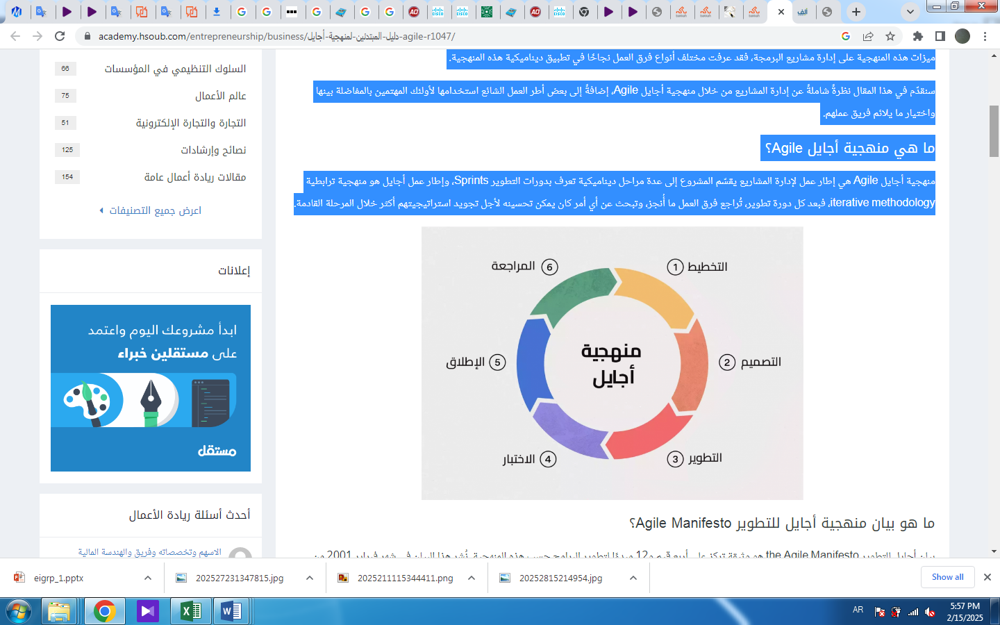 academy.hsoub.com/entrepreneurship/business/دليل-المبتدئين-لمنهجية-أجايل-agile-r1047/
السلوك التنظيمي في المؤسسات 66
عالم الأعمال 75
التجارة والتجارة الإلكترونية 51
نصائح وإرشادات 125
مقالات ريادة أعمال عامة 154
اعرض جميع التصنيفات
إعلانات
ابدأ مشروعك اليوم واعتمد
على مستقلين خبراء
مستقل
أحدث أسئلة ريادة الأعمال
الاسهم وتخصصاته وفريق والهندسة المالية
ميزات هذه المنهجية على إدارة مشاريع البرمجة، فقد عرفت مختلف أنواع فرق العمل نجاحًا في تطبيق ديناميكية هذه المنهجية.
سنقدّم في هذا المقال نظرةً شاملةً عن إدارة المشاريع من خلال منهجية أجايل Agile، إضافةً إلى بعض أطر العمل الشائع استخدامها لأولئك المهتمين بالمفاضلة بينها
واختيار ما يلائم فريق عملهم.
ما هي منهجية أجايل Agile؟
منهجية أجايل Agile هي إطار عمل لإدارة المشاريع يقسّم المشروع إلى عدة مراحل ديناميكية تعرف بدورات التطوير Sprints، وإطار عمل أجايل هو منهجية ترابطية
iterative methodology، فبعد كل دورة تطوير، تُراجع فرق العمل ما أُنجز، وتبحث عن أي أمر كان يمكن تحسينه لأجل تجويد استراتيجيتهم أكثر خلال المرحلة القادمة.
1 التخطيط
2 التصميم
3 التطوير
4 الاختبار
5 الإطلاق
6 المراجعة
منهجية
أجايل
ما هو بيان منهجية أجايل للتطوير Agile Manifesto؟
بيان أجايل للتطوير the Agile Manifesto هو وثيقة تركز على أربع قيم و12 مبدءًا لتطوير البرامج حسب هذه المنهجية. نُشر هذا البيان في شهر فبراير 2001 من
eigrp_1.pptx
202527231347815.jpg
2025211115344411.png
20252815214954.jpg
Show all
AR
5:57 PM
2/15/2025